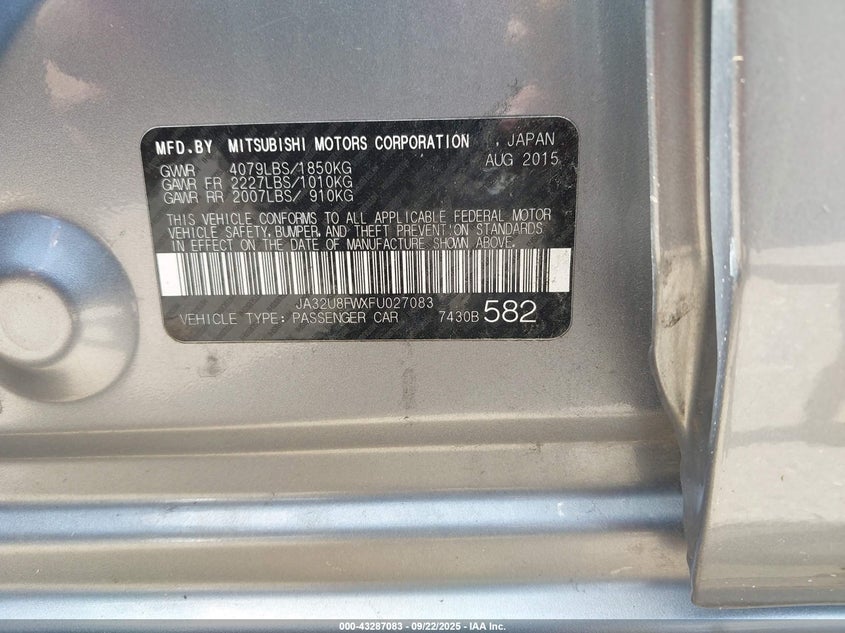 MFD.BY MITSUBISHI MOTORS CORPORATION , JAPAN
AUG 2015
GVWR 4079LBS/1850KG
GAWR FR 2227LBS/1010KG
GAWR RR 2007LBS/ 910KG
THIS VEHICLE CONFORMS TO ALL APPLICABLE FEDERAL MOTOR
VEHICLE SAFETY, BUMPER, AND THEFT PREVENTION STANDARDS
IN EFFECT ON THE DATE OF MANUFACTURE SHOWN ABOVE.
JA32U8FWXFU027083
VEHICLE TYPE: PASSENGER CAR 7430B 582
000-43287083 - 09/22/2025 - IAA Inc.